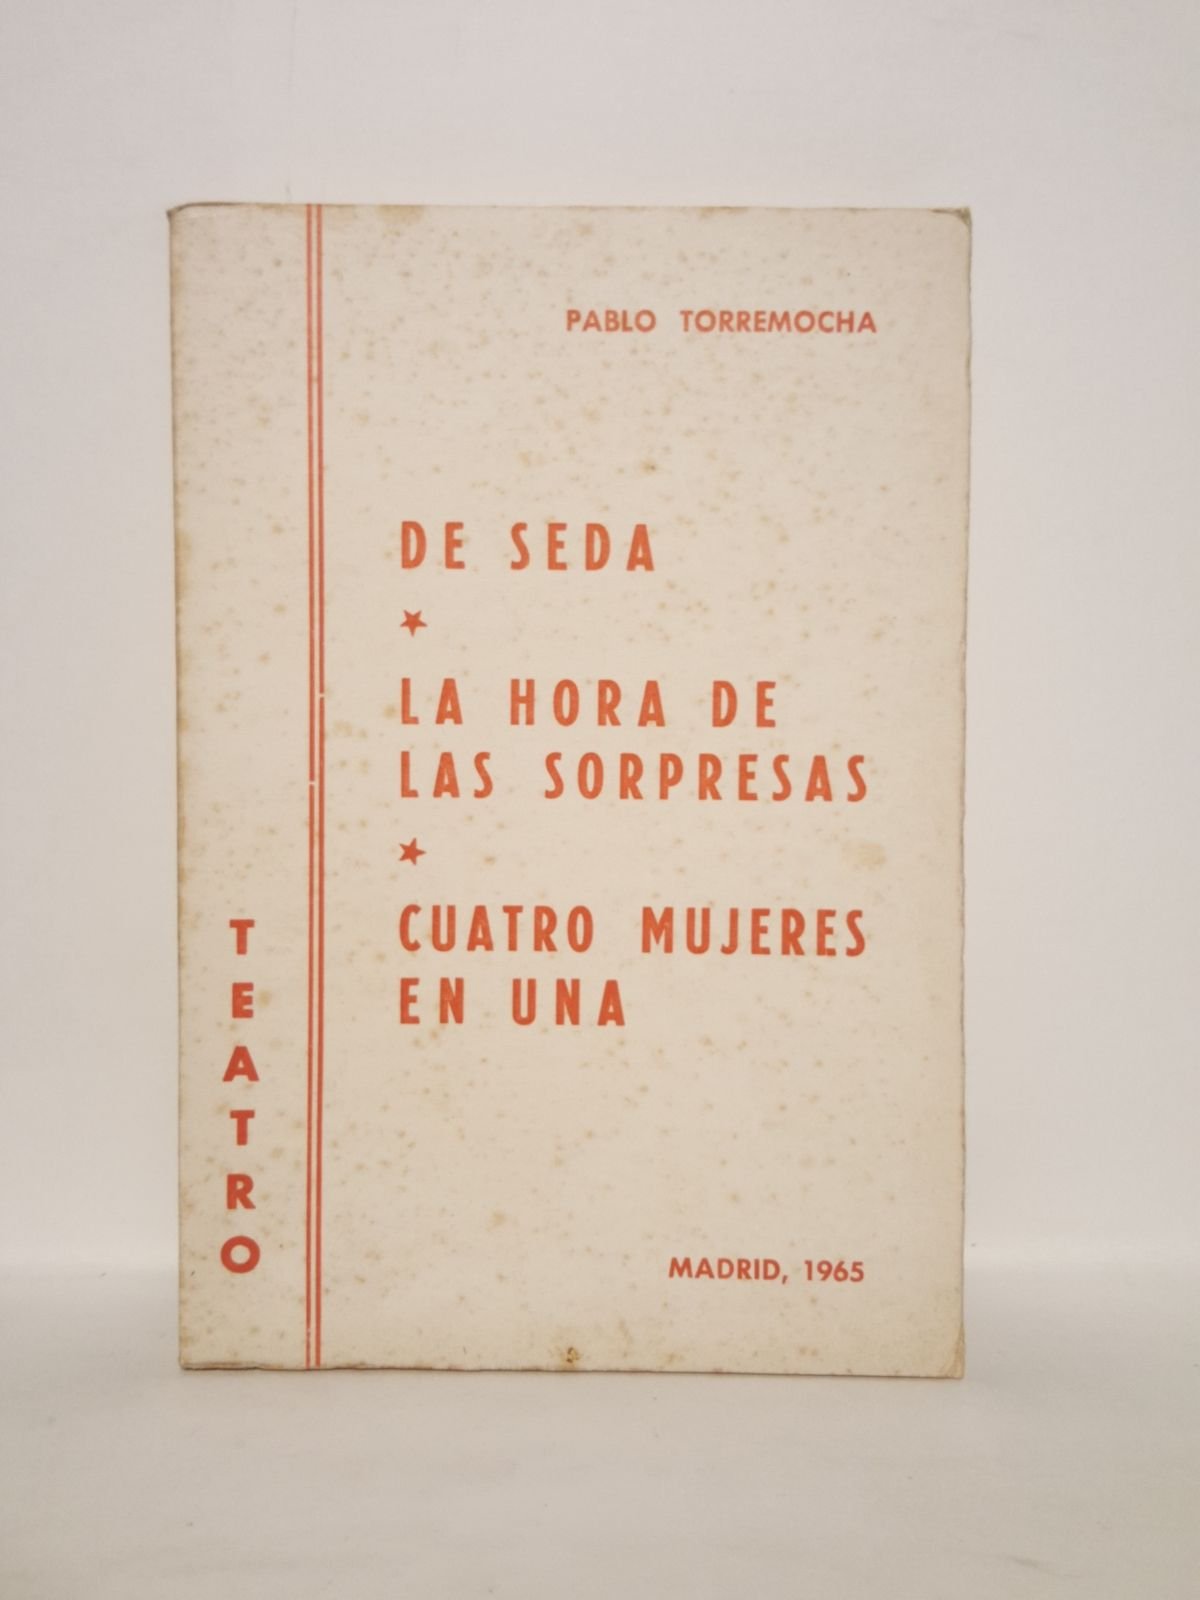 PABLO TORREMOCHA
DE SEDA
LA HORA DE
LAS SORPRESAS
CUATRO MUJERES
EN UNA
TEATRO
MADRID, 1965